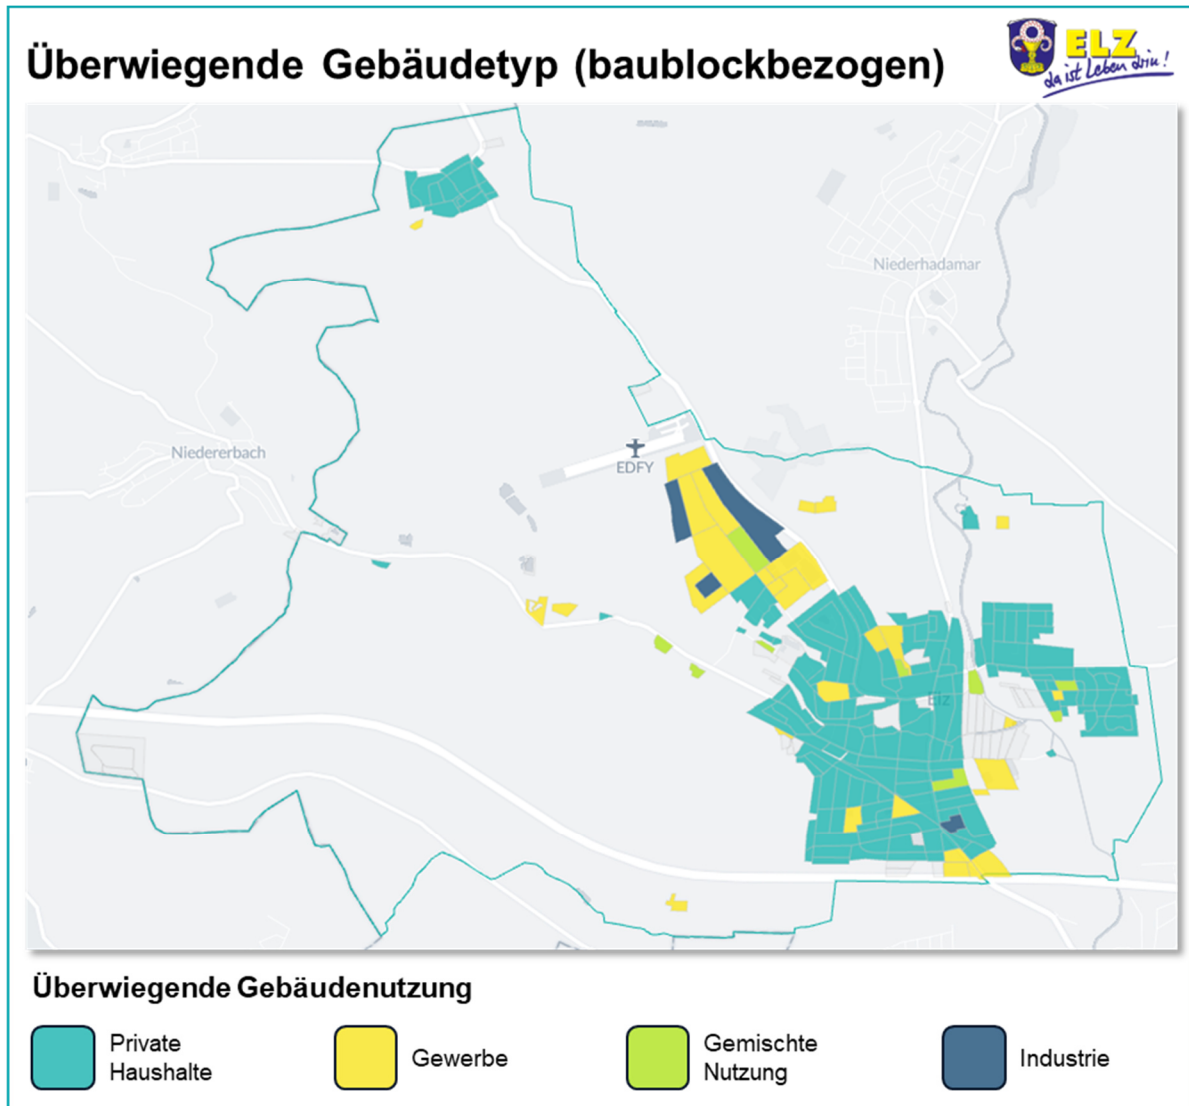 Überwiegende Gebäudetyp (baublockbezogen)
ELZ
da ist Leben drin!
Niederhadamar
Niedererbach
EDFY
Elz
Überwiegende Gebäudenutzung
Private
Haushalte
Gewerbe
Gemischte
Nutzung
Industrie